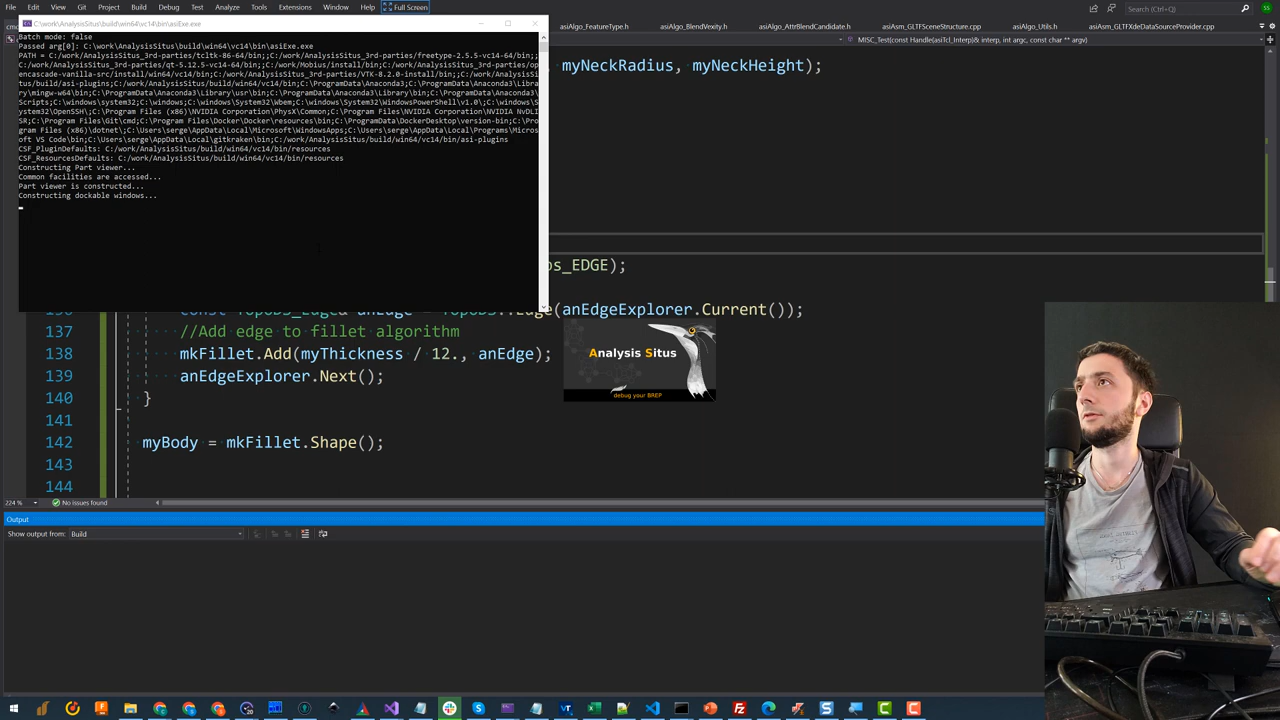 File Edit View Git Project Build Debug Test Analyze Tools Extensions Window Help Full Screen
Search (Ctrl+Q)
C:\work\AnalysisSitus\build\win64\vc14\bin\asiExe.exe
asiAlgo_FeatureType.h asiAlgo_BlendVexity.h asiAlgo_AttrBlendCandidate.h asiAsm_GLTFSceneStructure.cpp asiAlgo_Utils.h asiAsm_GLTFXdeDataSourceProvider.cpp
MISC_Test(const Handle(asiTcl_Interp)& interp, int argc, const char ** argv)
Batch mode: false
Passed arg[0]: C:\work\AnalysisSitus\build\win64\vc14\bin\asiExe.exe
PATH = C:/work/AnalysisSitus_3rd-parties/tcltk-86-64/bin;;C:/work/AnalysisSitus_3rd-parties/freetype-2.5.5-vc14-64/bin;;
C:/work/AnalysisSitus_3rd-parties/qt-5.12.5-vc14-64/bin;;C:/work/Mobius/install/bin;C:/work/AnalysisSitus_3rd-parties/op
encascade-vanilla-src/install/win64/vc14/bin;;C:/work/AnalysisSitus_3rd-parties/VTK-8.2.0-install/bin;;C:/work/AnalysisS
itus/build/asi-plugins;C:/work/AnalysisSitus/build/win64/vc14/bin;C:\ProgramData\Anaconda3;C:\ProgramData\Anaconda3\Libra
ry\mingw-w64\bin;C:\ProgramData\Anaconda3\Library\usr\bin;C:\ProgramData\Anaconda3\Library\bin;C:\ProgramData\Anaconda3\
Scripts;C:\windows\system32;C:\windows;C:\windows\System32\Wbem;C:\windows\System32\WindowsPowerShell\v1.0\;C:\windows\S
ystem32\OpenSSH\;C:\Program Files (x86)\NVIDIA Corporation\PhysX\Common;C:\Program Files\NVIDIA Corporation\NVIDIA NvDLI
SR;C:\Program Files\Git\cmd;C:\Program Files\Docker\Docker\resources\bin;C:\ProgramData\DockerDesktop\version-bin;C:\Pro
gram Files (x86)\dotnet\;C:\Users\serge\AppData\Local\Microsoft\WindowsApps;C:\Users\serge\AppData\Local\Programs\Micros
oft VS Code\bin;C:\Users\serge\AppData\Local\gitkraken\bin;C:/work/AnalysisSitus/build/win64/vc14/bin/asi-plugins
CSF_PluginDefaults: C:/work/AnalysisSitus/build/win64/vc14/bin/resources
CSF_ResourcesDefaults: C:/work/AnalysisSitus/build/win64/vc14/bin/resources
Constructing Part viewer...
Common facilities are accessed...
Part viewer is constructed...
Constructing dockable windows...
, myNeckRadius, myNeckHeight);
ps_EDGE);
anEdgeExplorer.Current());
137 //Add edge to fillet algorithm
138 mkFillet.Add(myThickness / 12., anEdge);
139 anEdgeExplorer.Next();
140 }
141
142 myBody = mkFillet.Shape();
143
144
Analysis Situs
debug your BREP
224 % No issues found
Output
Show output from: Build